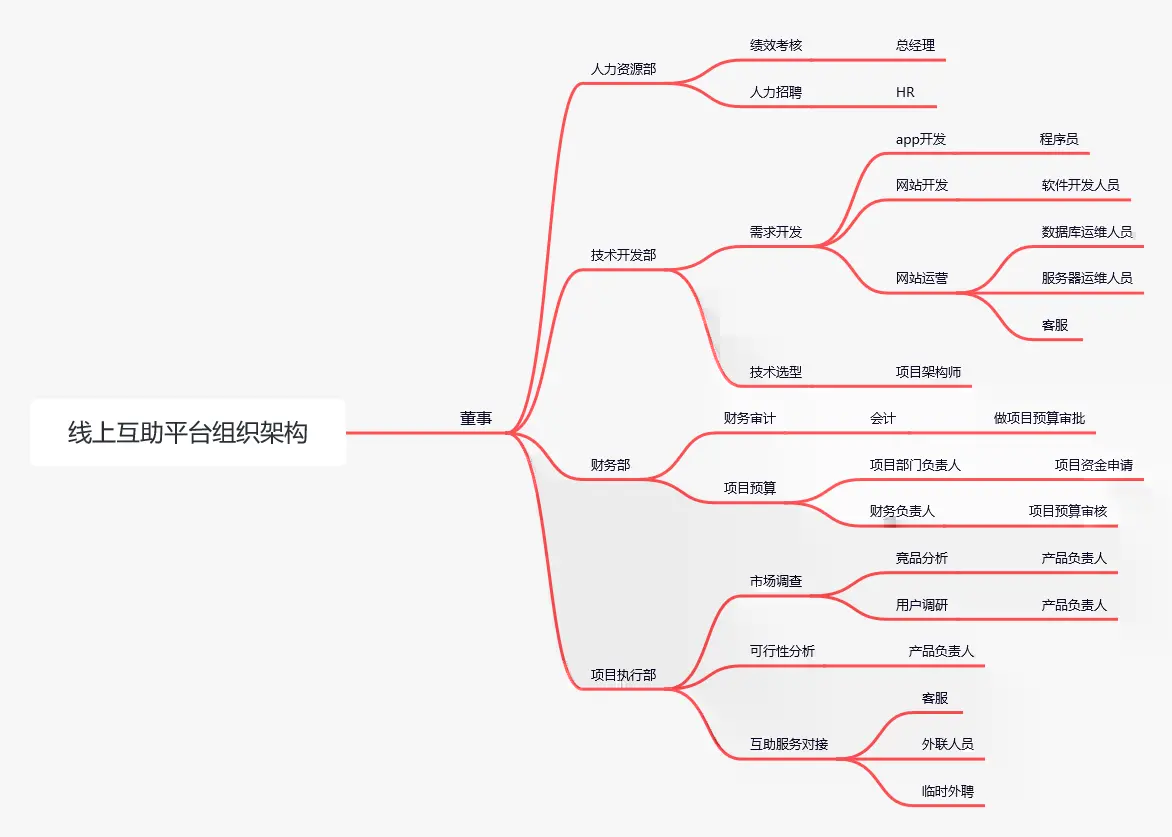 线上互助平台组织架构
董事
人力资源部
绩效考核
总经理
人力招聘
HR
技术开发部
需求开发
app开发
程序员
网站开发
软件开发人员
网站运营
数据库运维人员
服务器运维人员
客服
技术选型
项目架构师
财务部
财务审计
会计
做项目预算审批
项目预算
项目部门负责人
项目资金申请
财务负责人
项目预算审核
项目执行部
市场调查
竟品分析
产品负责人
用户调研
产品负责人
可行性分析
产品负责人
互助服务对接
客服
外联人员
临时外聘